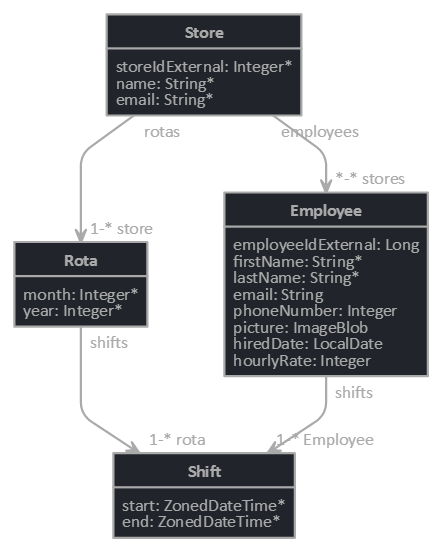 Store
storeIdExternal: Integer*
name: String*
email: String*
rotas
employees
1-* store
*-* stores
Rota
month: Integer*
year: Integer*
Employee
employeeIdExternal: Long
firstName: String*
lastName: String*
email: String
phoneNumber: Integer
picture: ImageBlob
hiredDate: LocalDate
hourlyRate: Integer
shifts
shifts
1-* rota
1-* Employee
Shift
start: ZonedDateTime*
end: ZonedDateTime*